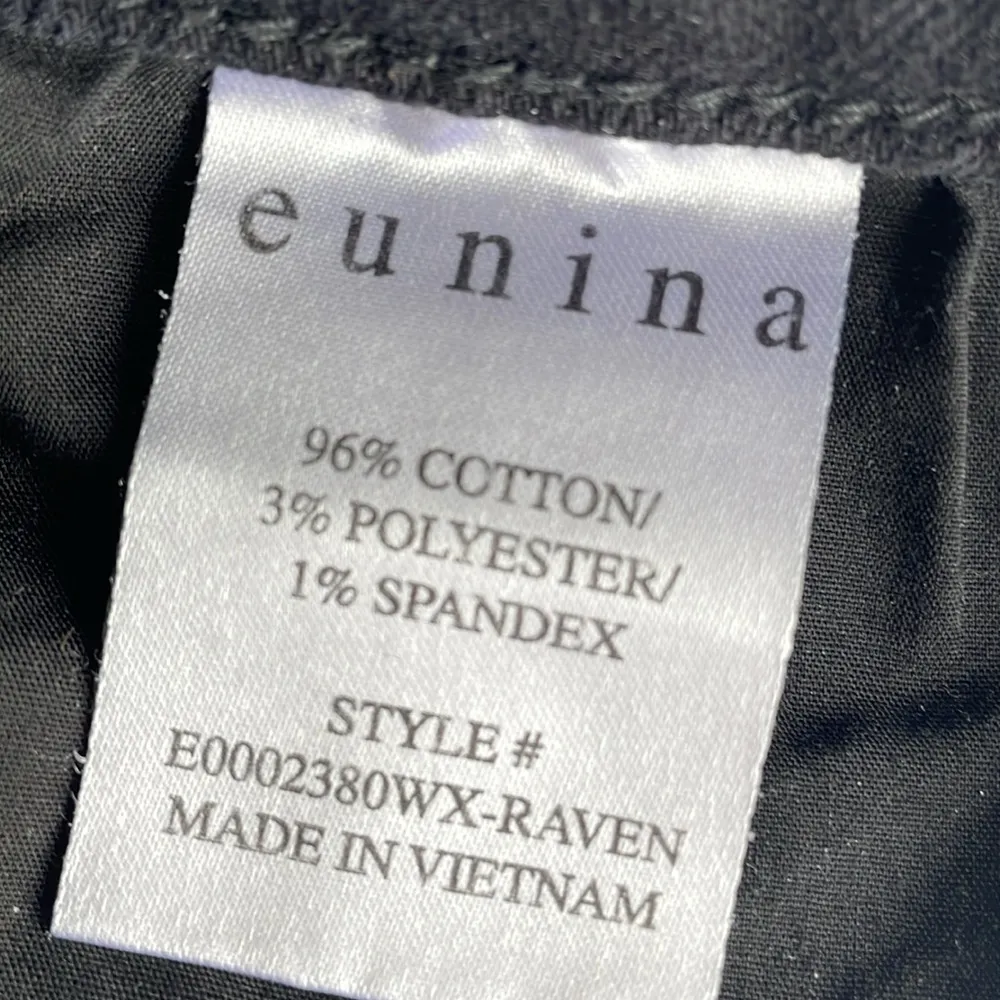 eunina
96% COTTON/
3% POLYESTER/
1% SPANDEX
STYLE #
E0002380WX-RAVEN
MADE IN VIETNAM